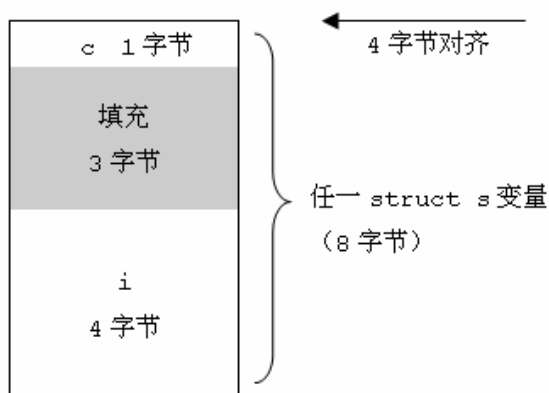 c 1字节
4字节对齐
填充
3字节
任一 struct s变量
（8字节）
i
4字节